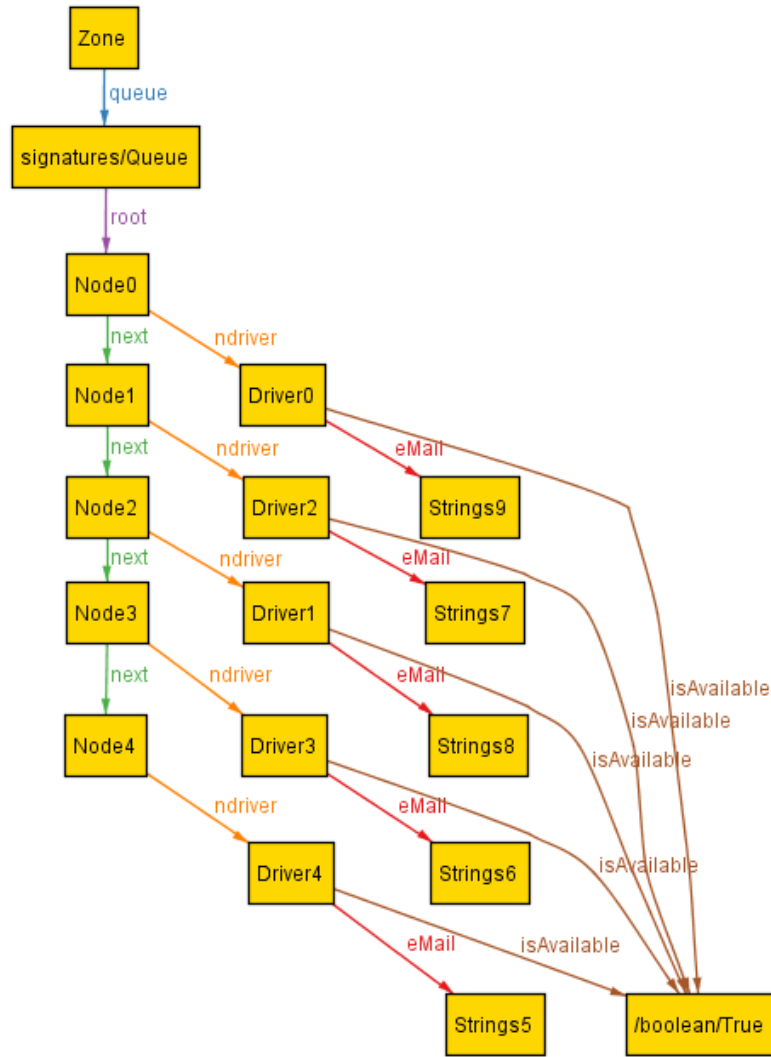 Zone
queue
signatures/Queue
root
Node0
next
ndriver
Node1
Driver0
next
ndriver
eMail
Node2
Driver2
Strings9
next
ndriver
eMail
Node3
Driver1
Strings7
next
ndriver
eMail
isAvailable
isAvailable
isAvailable
Node4
Driver3
Strings8
ndriver
eMail
isAvailable
Driver4
Strings6
eMail
isAvailable
Strings5
/boolean/True